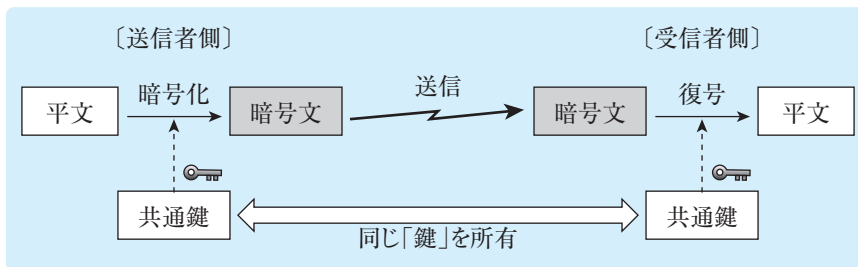 〔送信者側〕
〔受信者側〕
平文
暗号化
暗号文
送信
暗号文
復号
平文
共通鍵
共通鍵
同じ「鍵」を所有